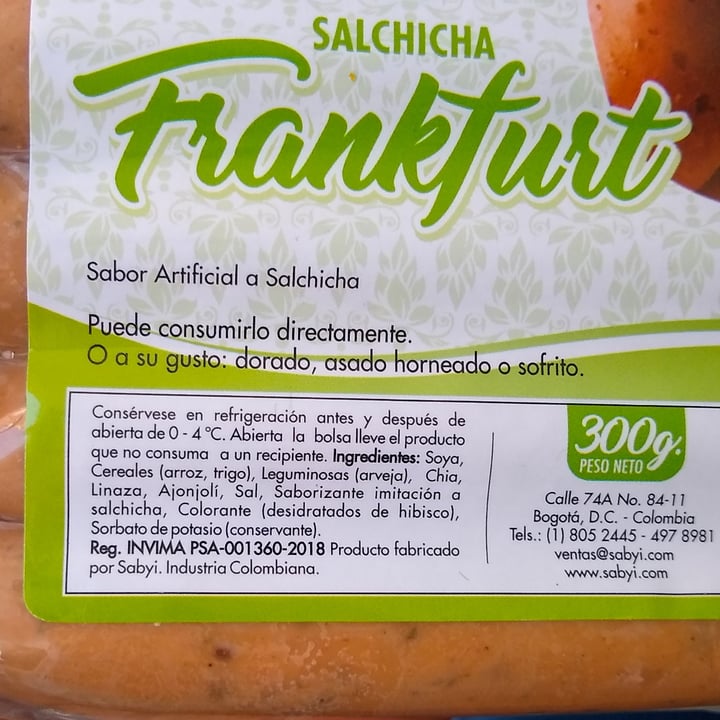 SALCHICHA
Frankfurt
Sabor Artificial a Salchicha
Puede consumirlo directamente.
O a su gusto: dorado, asado horneado o sofrito.
Consérvese en refrigeración antes y después de
abierta de 0 - 4 °C. Abierta la bolsa lleve el producto
que no consuma a un recipiente. Ingredientes: Soya,
Cereales (arroz, trigo), Leguminosas (arveja), Chia,
Linaza, Ajonjolí, Sal, Saborizante imitación a
salchicha, Colorante (desidratados de hibisco),
Sorbato de potasio (conservante).
Reg. INVIMA PSA-001360-2018 Producto fabricado
por Sabyi. Industria Colombiana.
300g.
PESO NETO
Calle 74A No. 84-11
Bogotá, D.C. - Colombia
Tels.: (1) 805 2445 - 497 8981
ventas@sabyi.com
www.sabyi.com